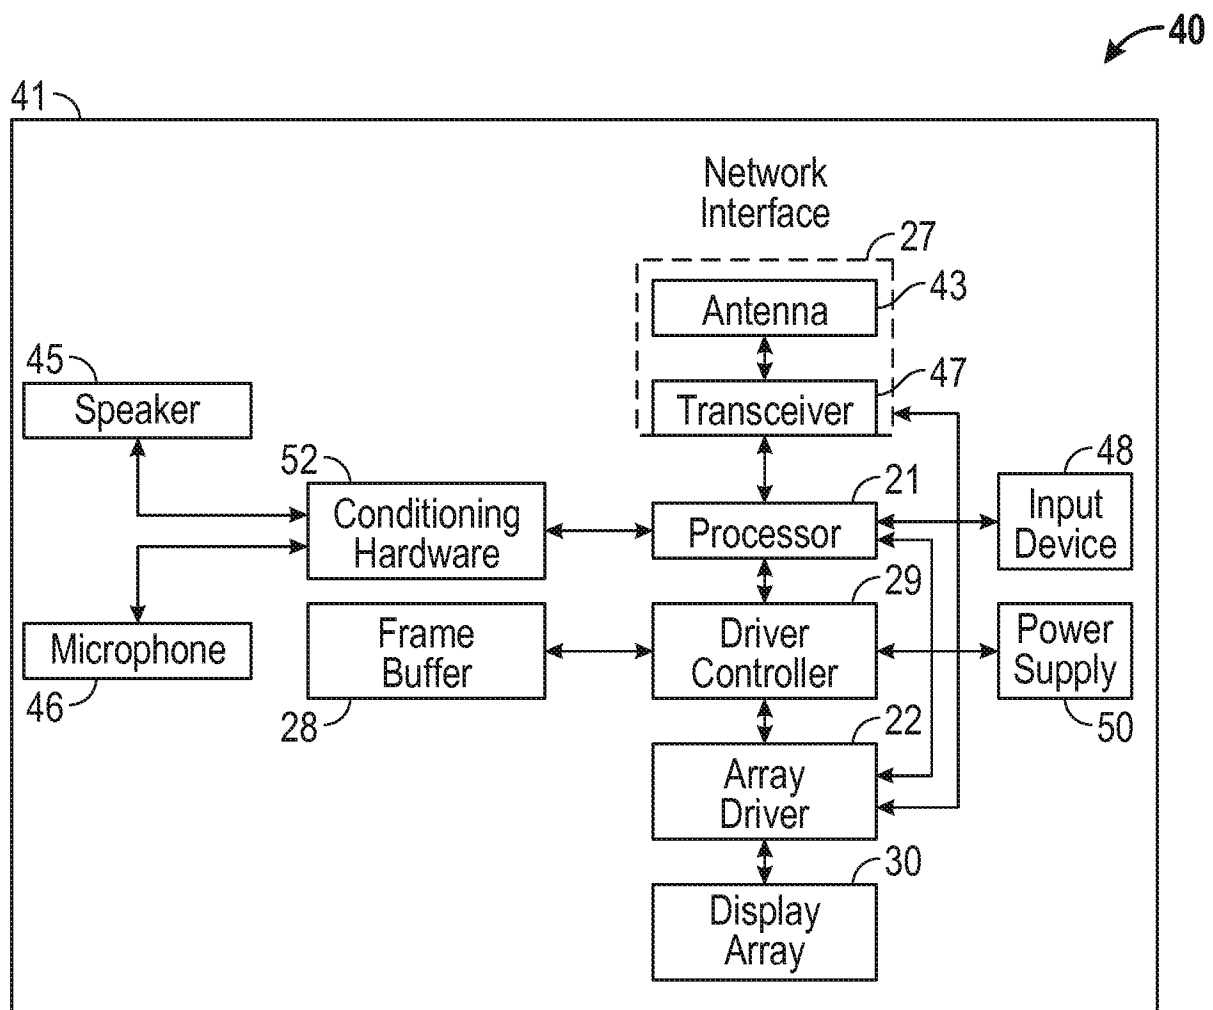 40
41
Network
Interface
27
Antenna
43
45
Speaker
Transceiver
47
52
Conditioning
Hardware
21
Processor
48
Input
Device
Microphone
46
Frame
Buffer
28
29
Driver
Controller
Power
Supply
50
22
Array
Driver
30
Display
Array